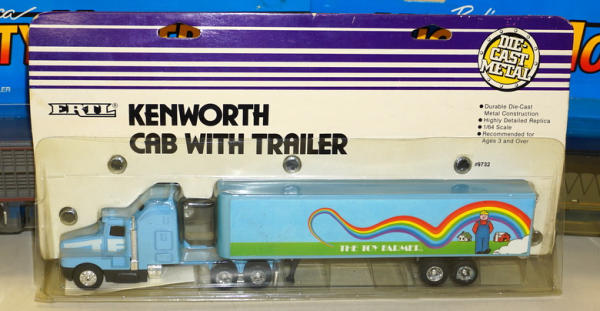 DIE-
CAST
METAL
ERTL®
KENWORTH
CAB WITH TRAILER
• Durable Die-Cast
Metal Construction
• Highly Detailed Replica
• 1/64 Scale
• Recommended for
Ages 3 and Over
#9732
THE TOY FARMER
TF